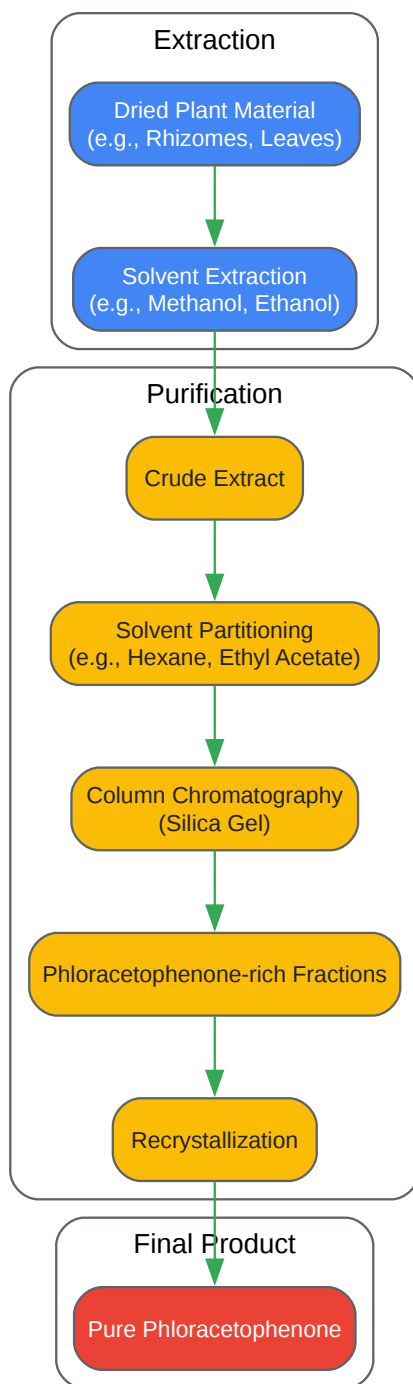 Extraction
Dried Plant Material
(e.g., Rhizomes, Leaves)
Solvent Extraction
(e.g., Methanol, Ethanol)
Purification
Crude Extract
Solvent Partitioning
(e.g., Hexane, Ethyl Acetate)
Column Chromatography
(Silica Gel)
Phloracetophenone-rich Fractions
Recrystallization
Final Product
Pure Phloracetophenone